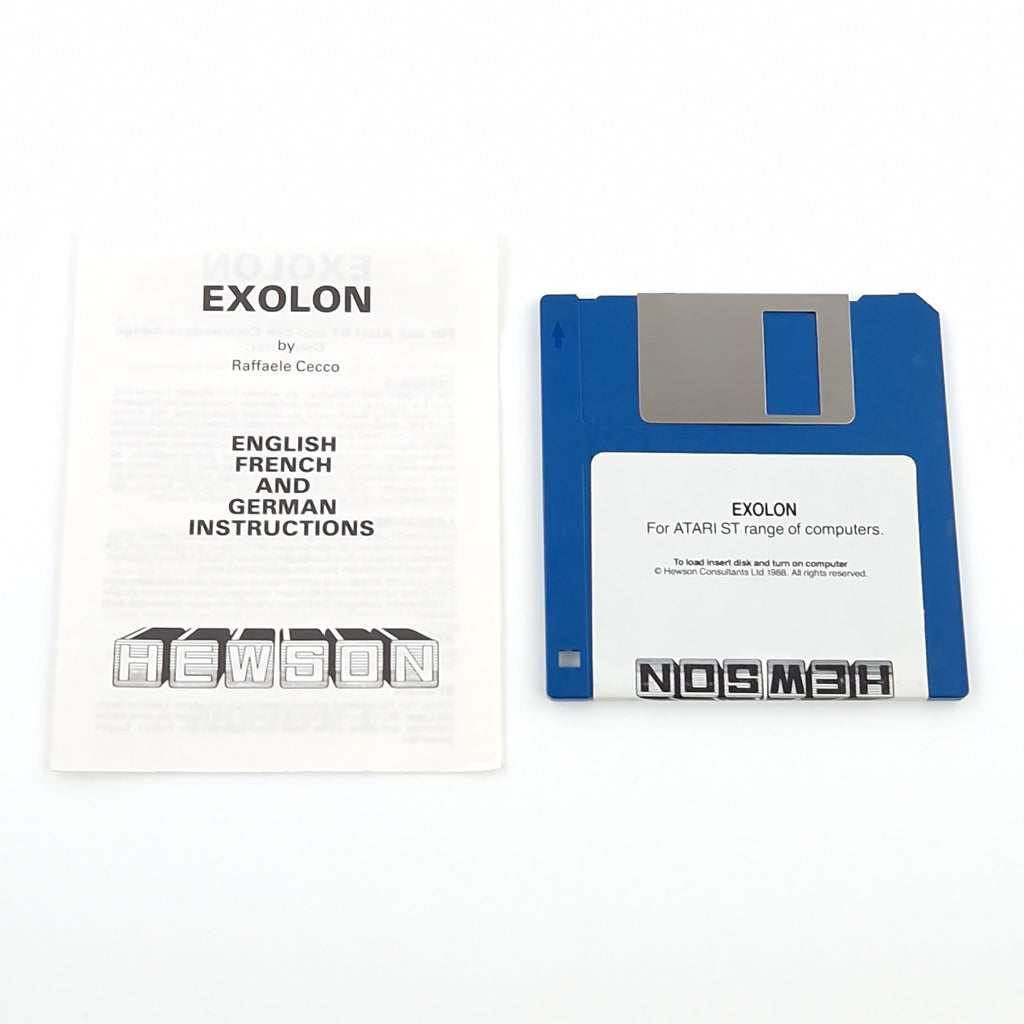 EXOLON
by
Raffaele Cecco
ENGLISH
FRENCH
AND
GERMAN
INSTRUCTIONS
HEWSON
EXOLON
For ATARI ST range of computers.
To load insert disk and turn on computer
© Hewson Consultants Ltd 1988. All rights reserved.
HEWSON